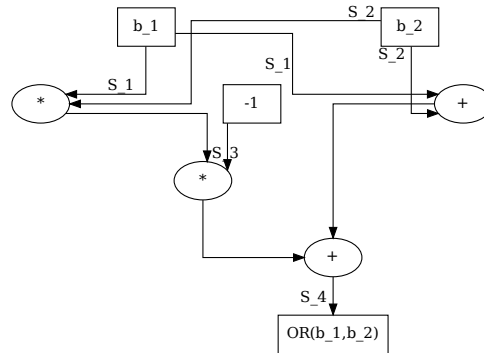 b_1
S_2
b_2
S_2
S_1
S_1
*
-1
+
S_3
*
+
S_4
OR(b_1,b_2)